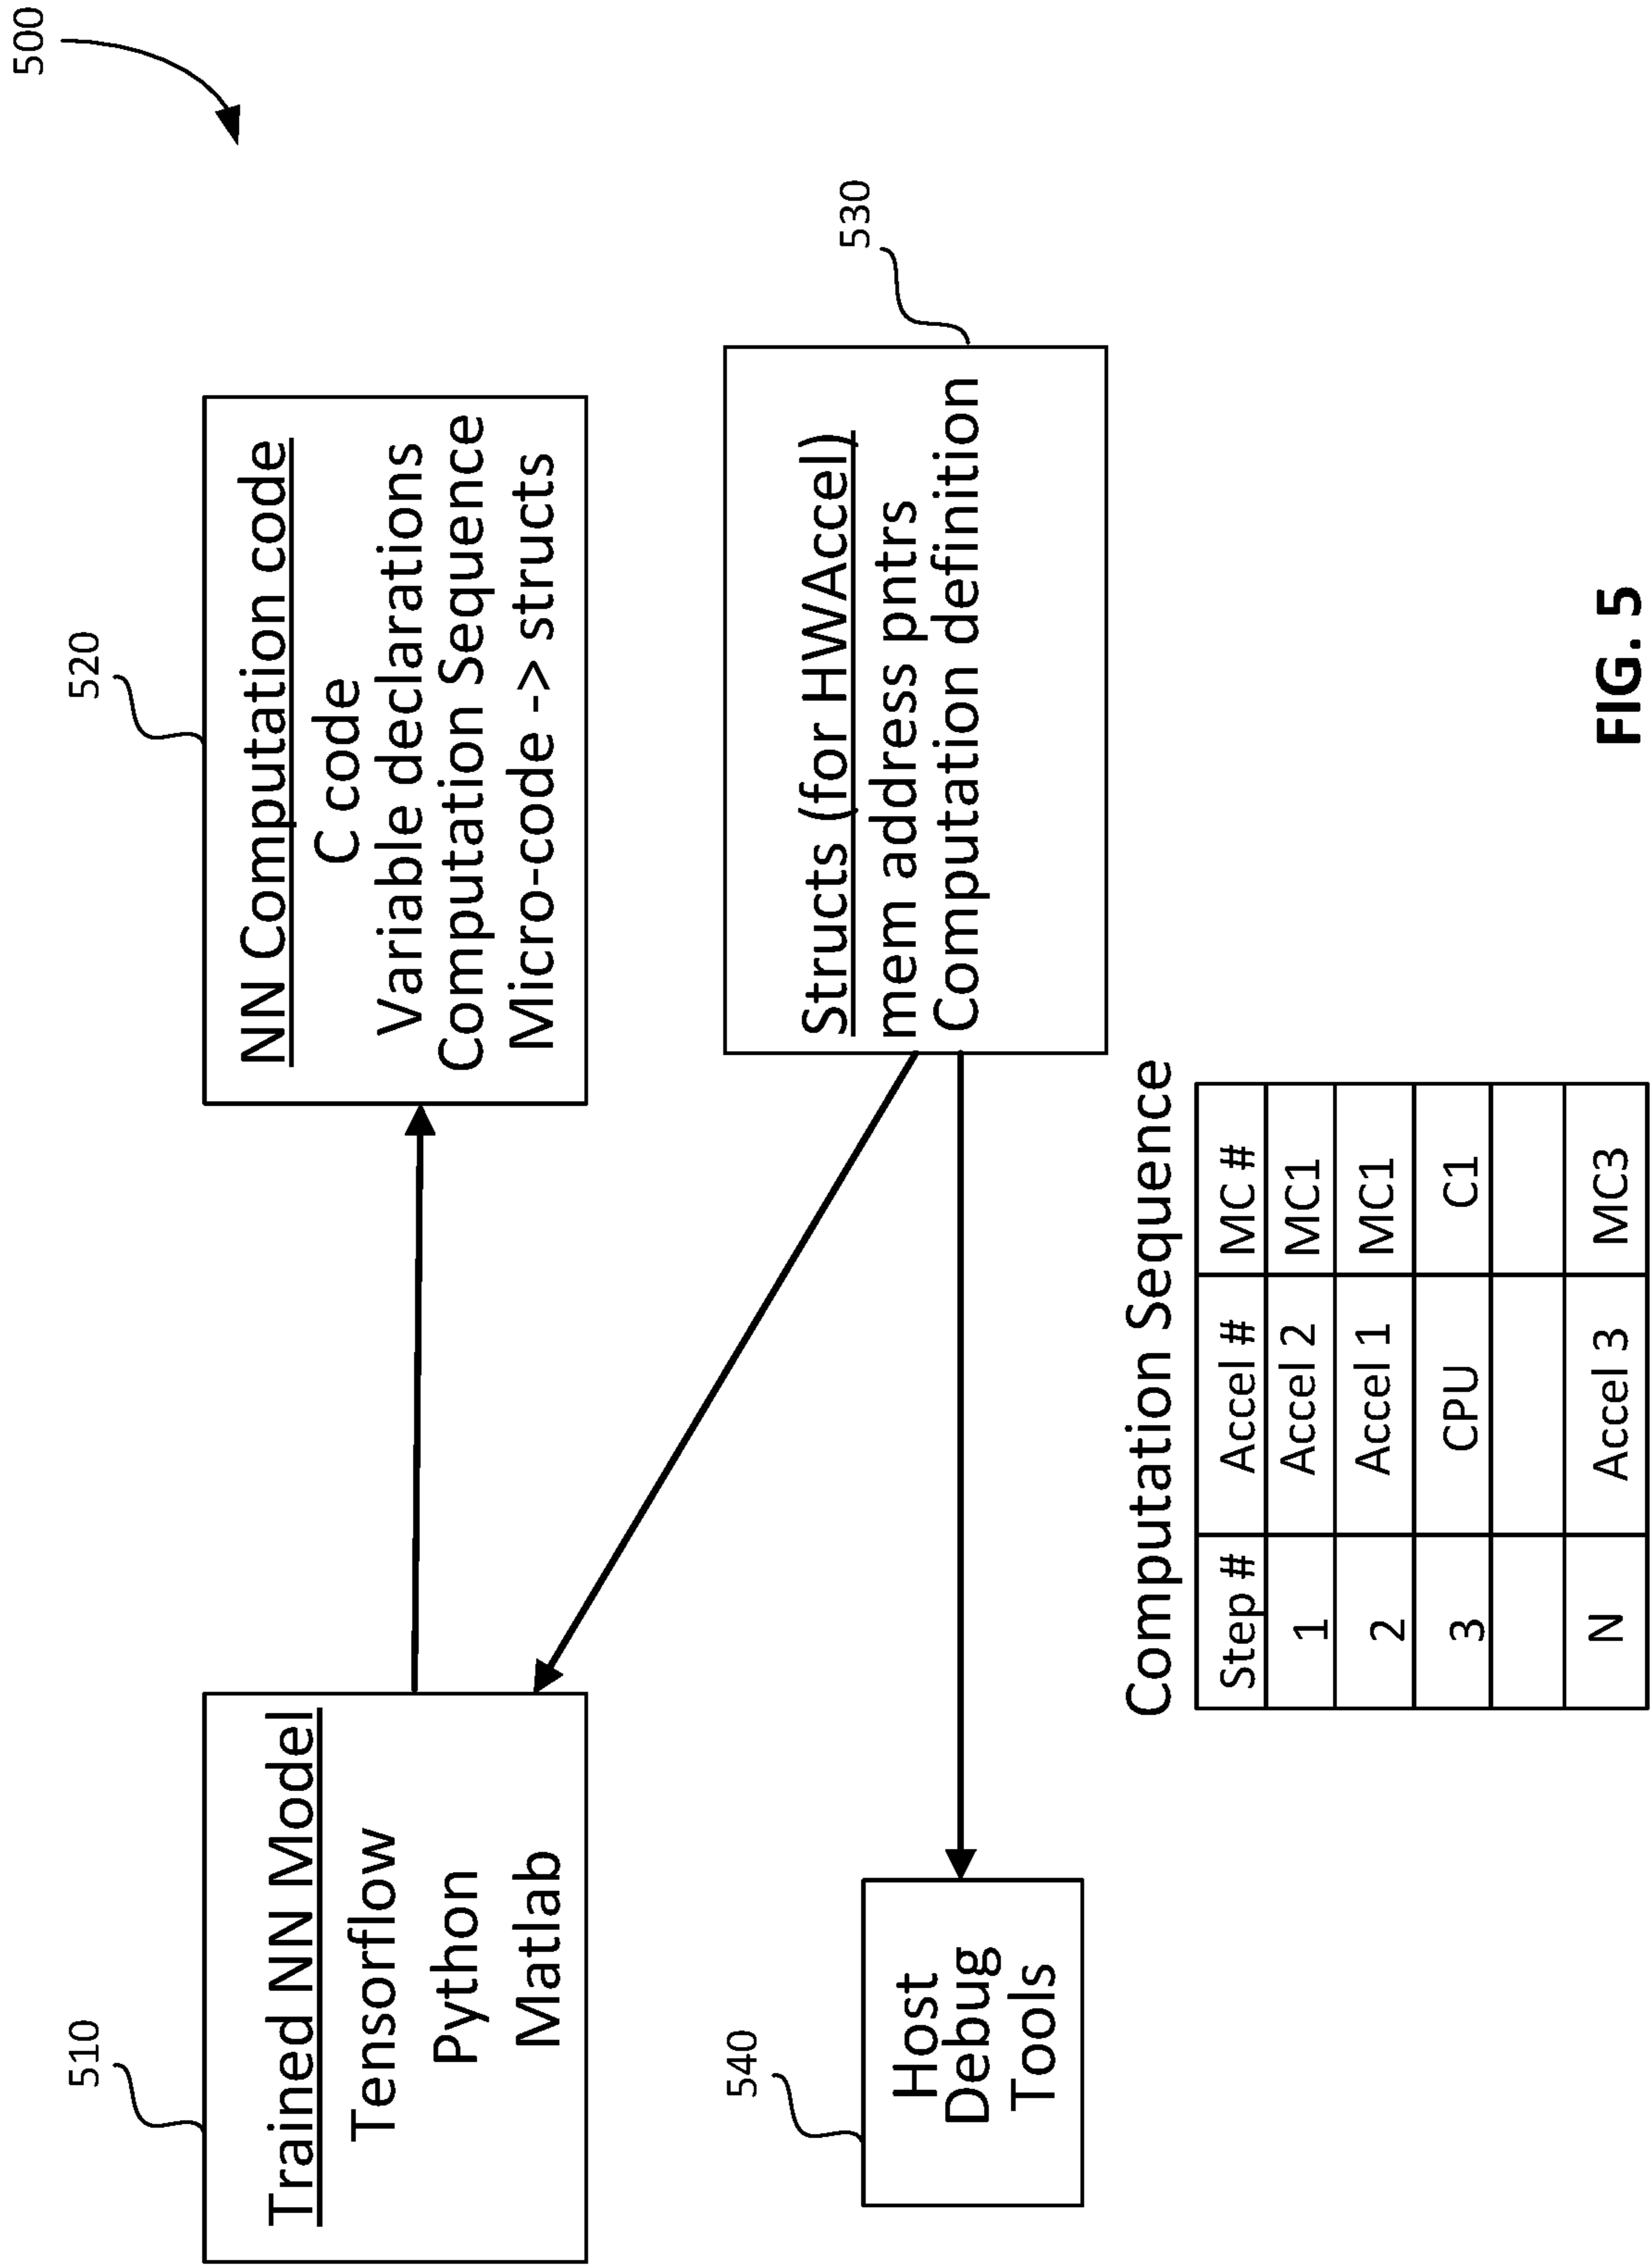 500
510
Trained NN Model
Tensorflow
Python
Matlab
520
NN Computation code
C code
Variable declarations
Computation Sequence
Micro-code -> structs
530
Structs (for HWAccel)
mem address pntrs
Computation definition
540
Host
Debug
Tools
Computation Sequence
Step # Accel # MC #
1 Accel 2 MC1
2 Accel 1 MC1
3 CPU C1
N Accel 3 MC3
FIG. 5